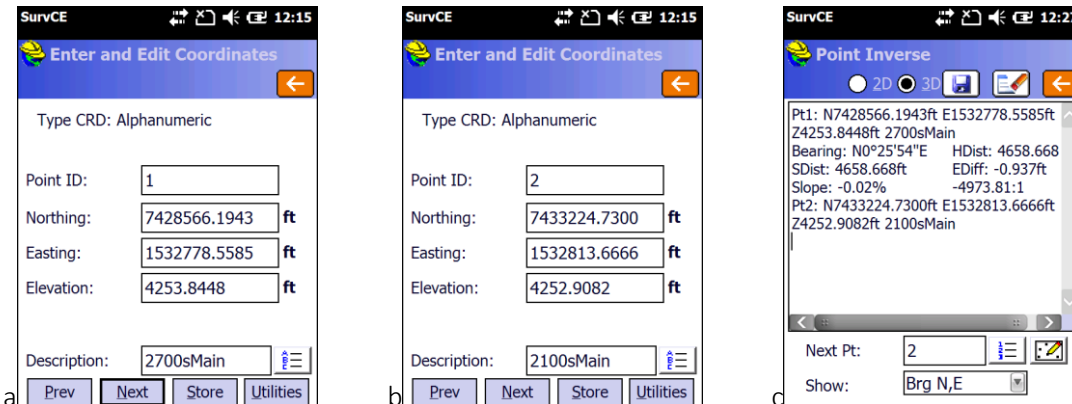 SurvCE 12:15
Enter and Edit Coordinates
Type CRD: Alphanumeric
Point ID: 1
Northing: 7428566.1943 ft
Easting: 1532778.5585 ft
Elevation: 4253.8448 ft
Description: 2700sMain
Prev Next Store Utilities
a
SurvCE 12:15
Enter and Edit Coordinates
Type CRD: Alphanumeric
Point ID: 2
Northing: 7433224.7300 ft
Easting: 1532813.6666 ft
Elevation: 4252.9082 ft
Description: 2100sMain
Prev Next Store Utilities
b
SurvCE
Point Inverse
2D 3D
Pt1: N7428566.1943ft E1532778.5585ft
Z4253.8448ft 2700sMain
Bearing: N0°25'54"E HDist: 4658.668
SDist: 4658.668ft EDiff: -0.937ft
Slope: -0.02% -4973.81:1
Pt2: N7433224.7300ft E1532813.6666ft
Z4252.9082ft 2100sMain
Next Pt: 2
Show: Brg N,E